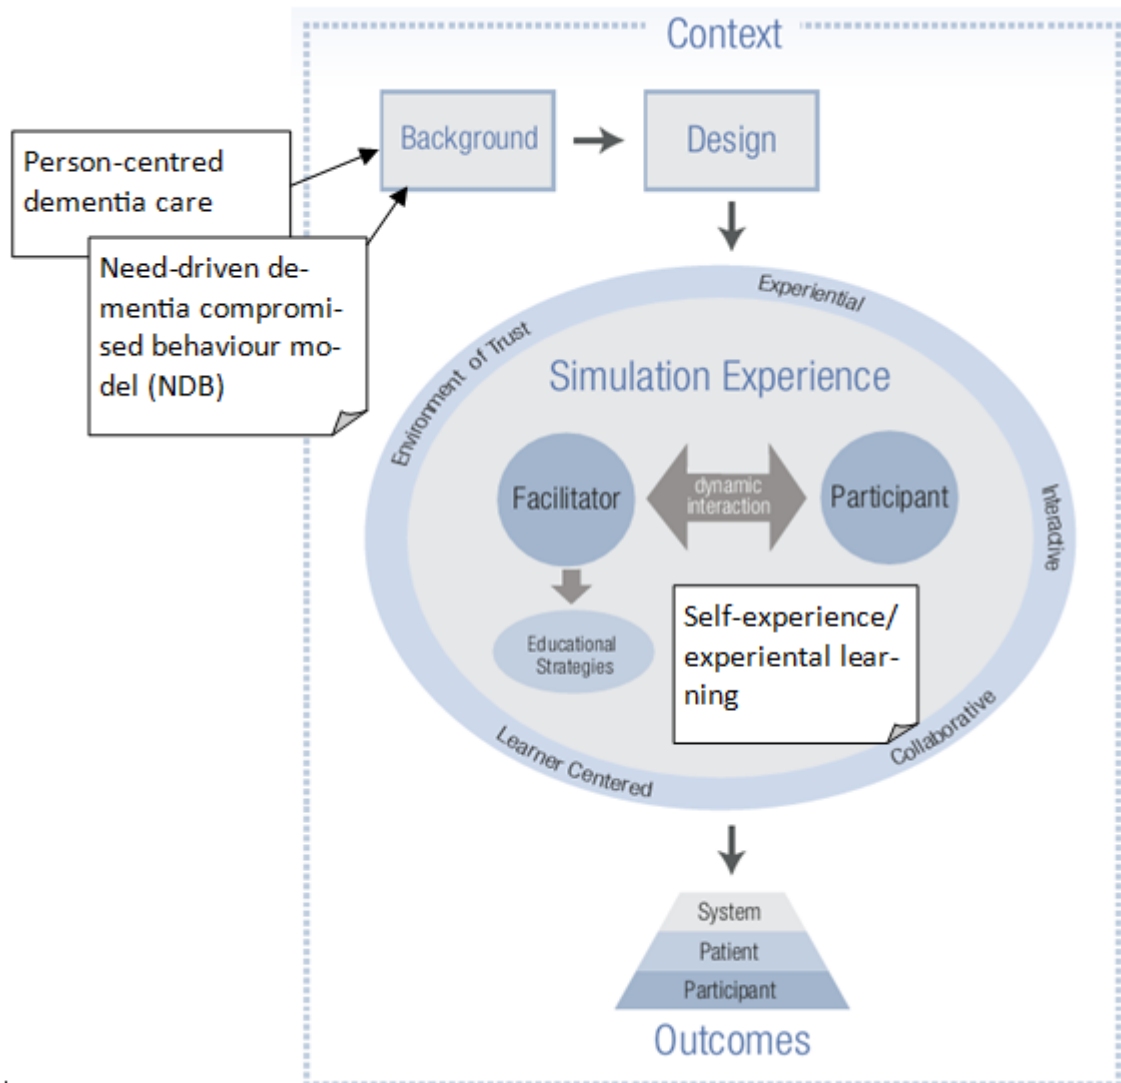 Context
Background
Design
Person-centred
dementia care
Need-driven de-
mentia compromi-
sed behaviour mo-
del (NDB)
Experiential
Environment of Trust
Simulation Experience
Facilitator
dynamic
interaction
Participant
Interactive
Educational
Strategies
Self-experience/
experiental lear-
ning
Learner Centered
Collaborative
System
Patient
Participant
Outcomes